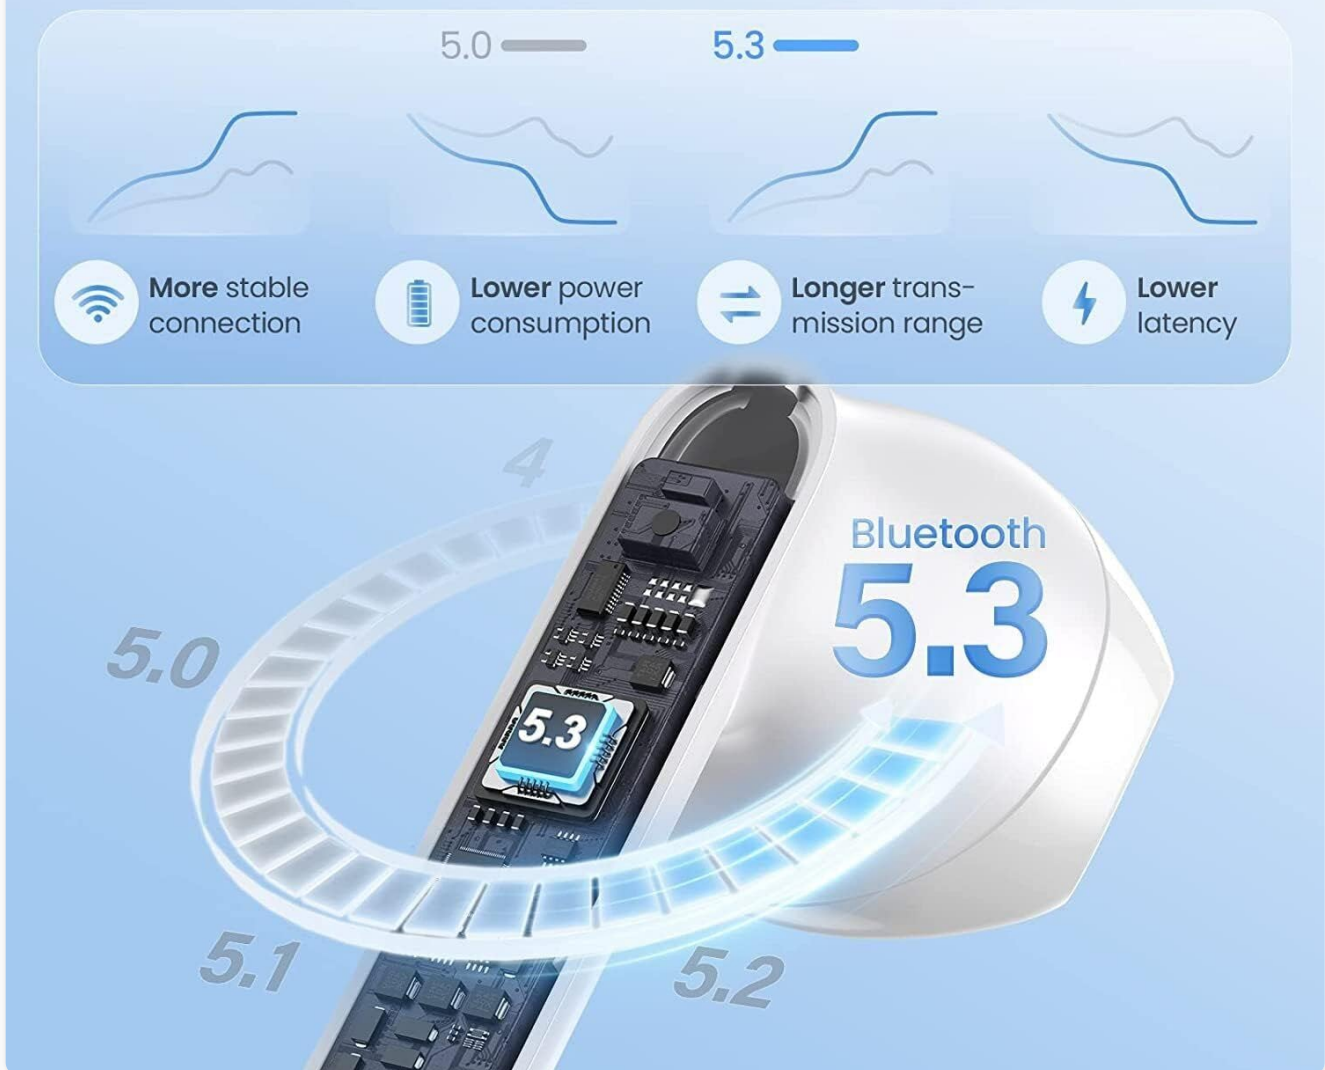 5.0
5.3
More stable
connection
Lower power
consumption
Longer trans-
mission range
Lower
latency
4
Bluetooth
5.3
5.0
5.3
5.1
5.2